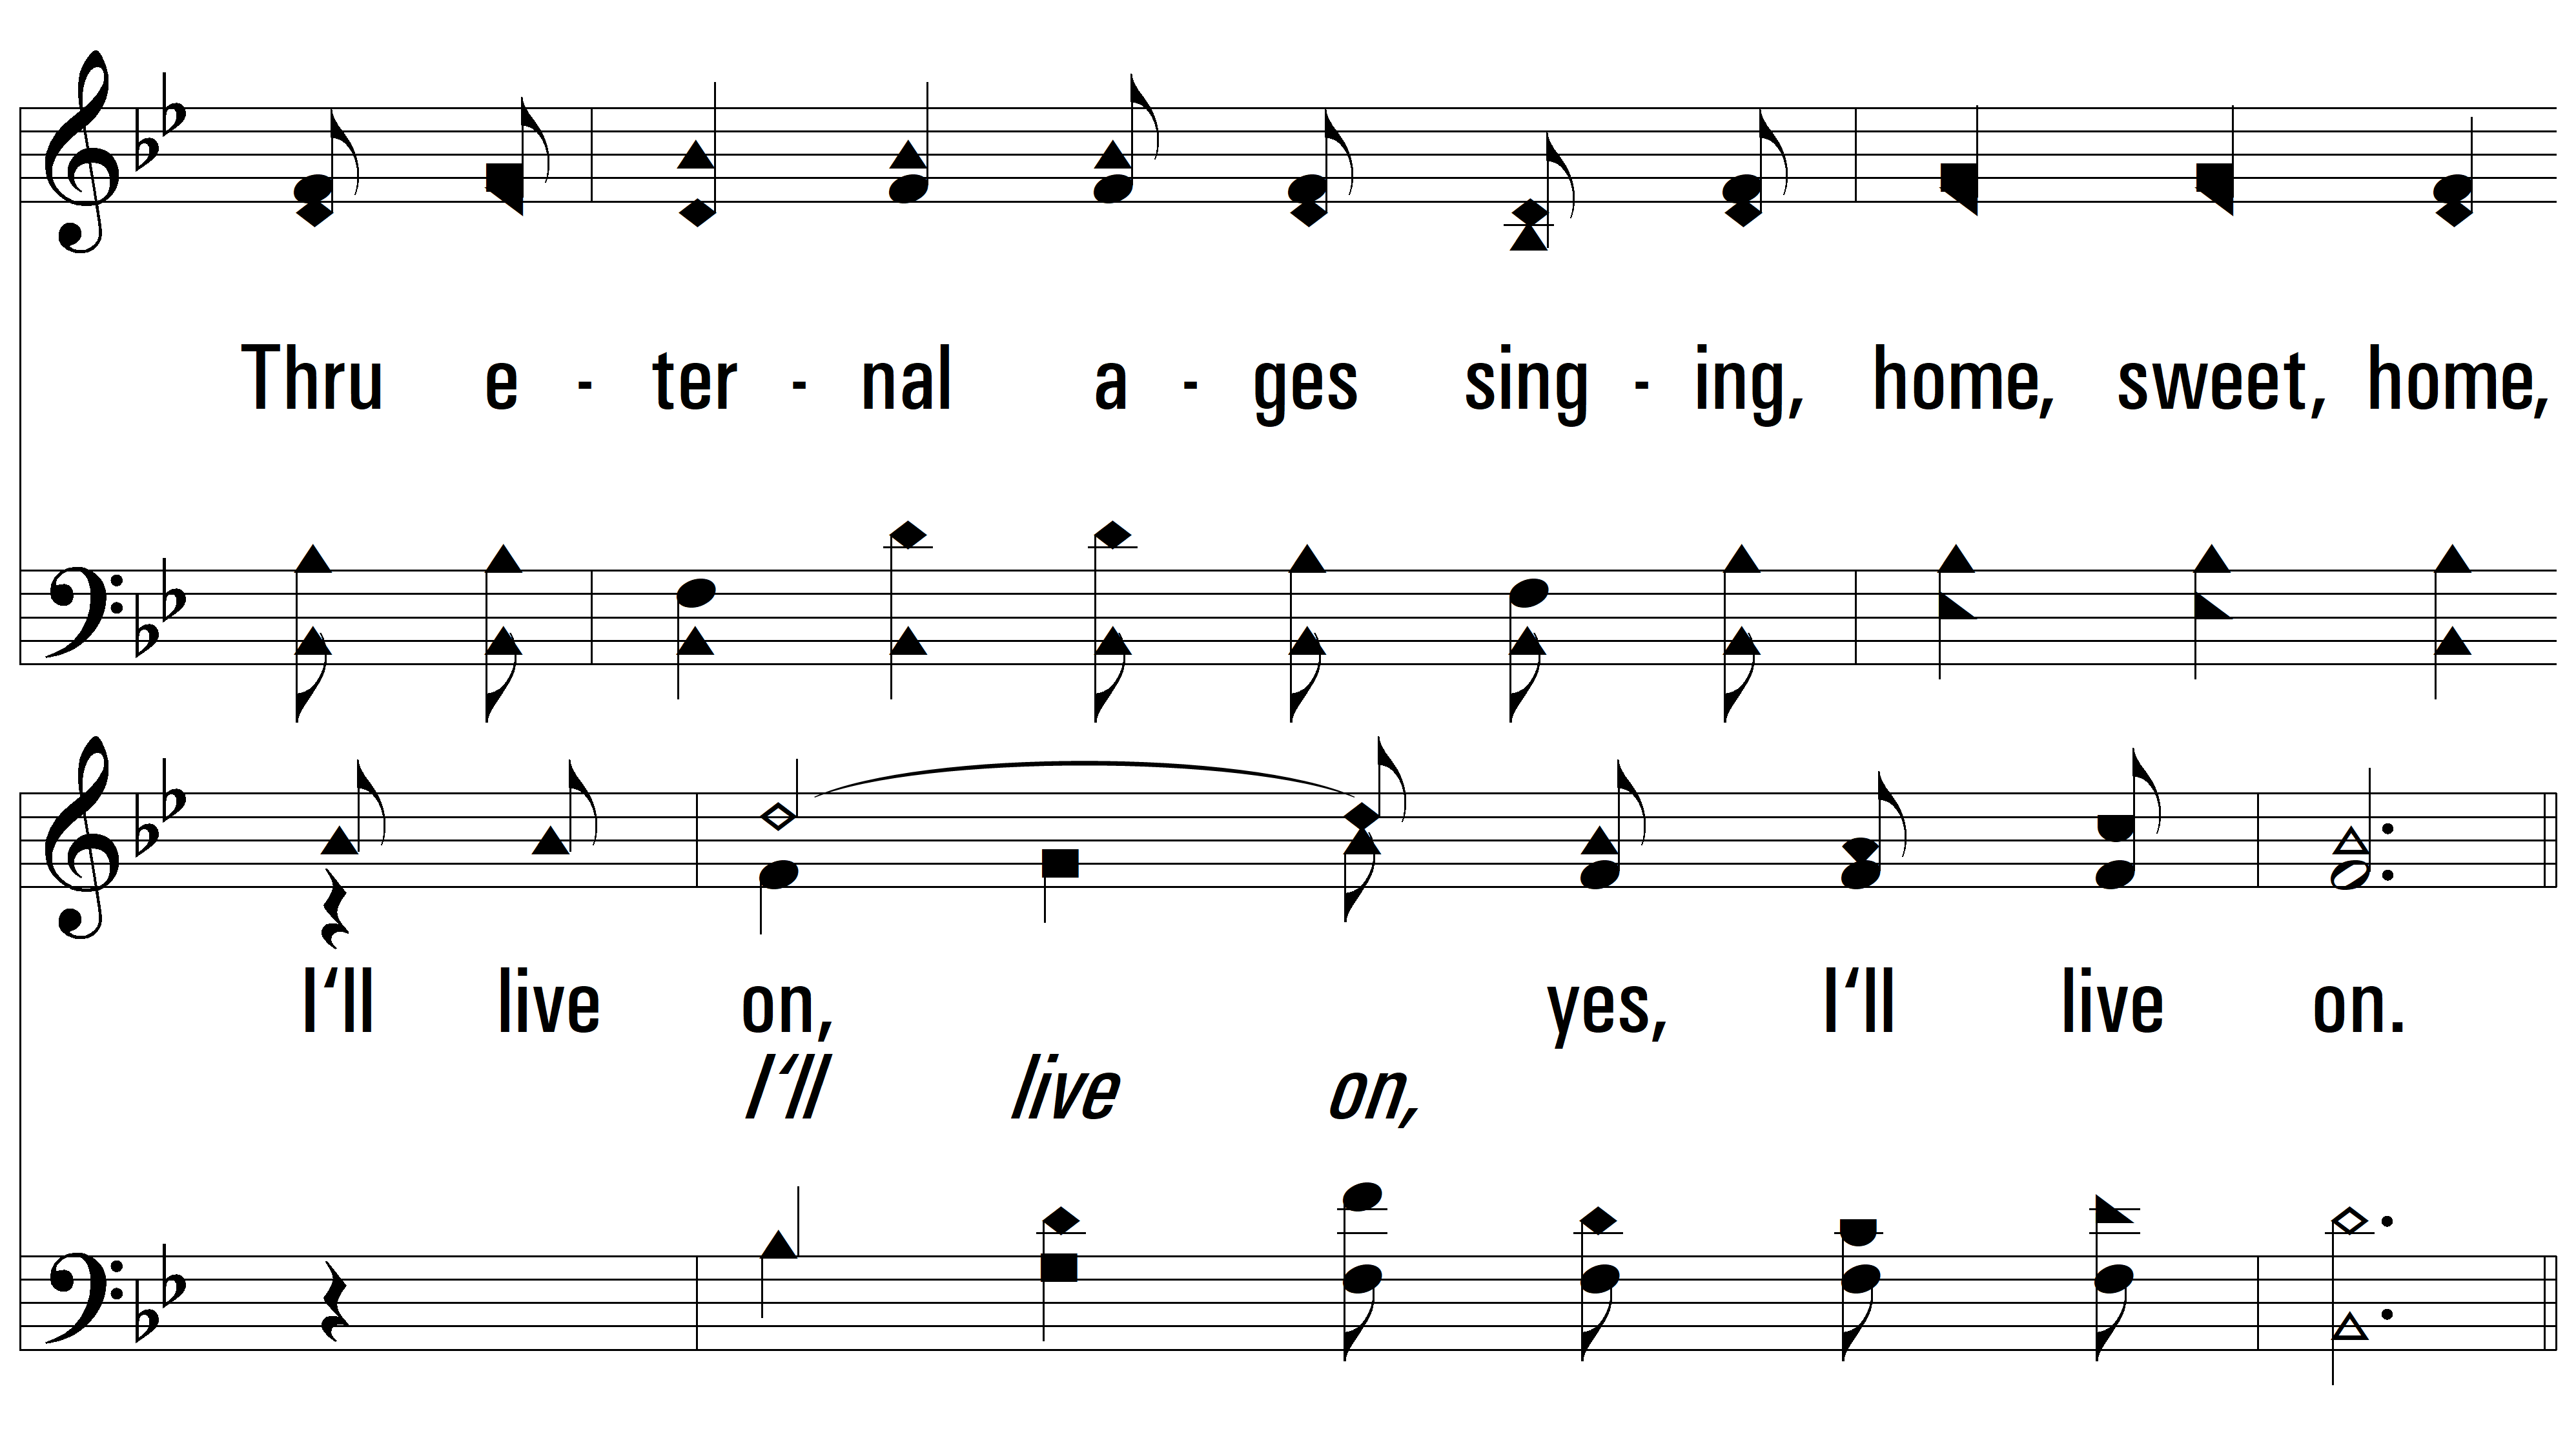 Thru e - ter - nal a - ges sing - ing, home, sweet, home,
I‘ll live on, yes, I‘ll live on.
I‘ll live on,